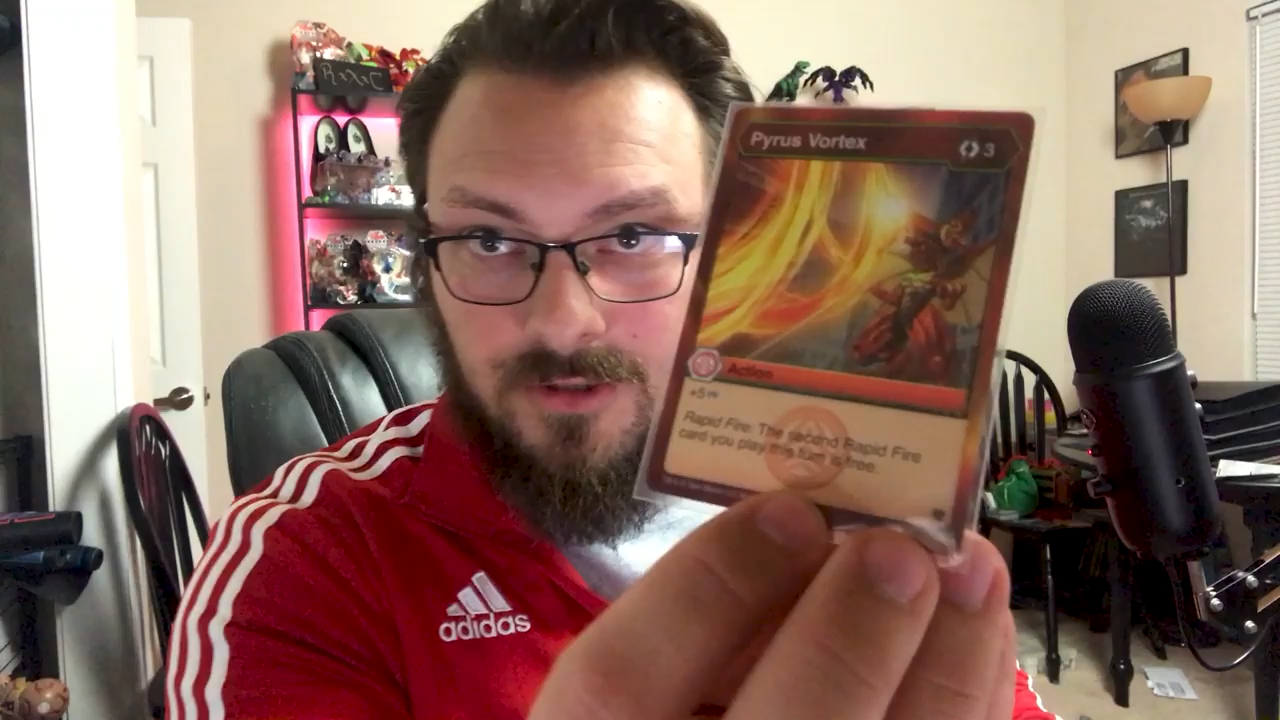 RxXxC
Pyrus Vortex
3
Action
+5
Rapid Fire: The second Rapid Fire
card you play this turn is free.
adidas